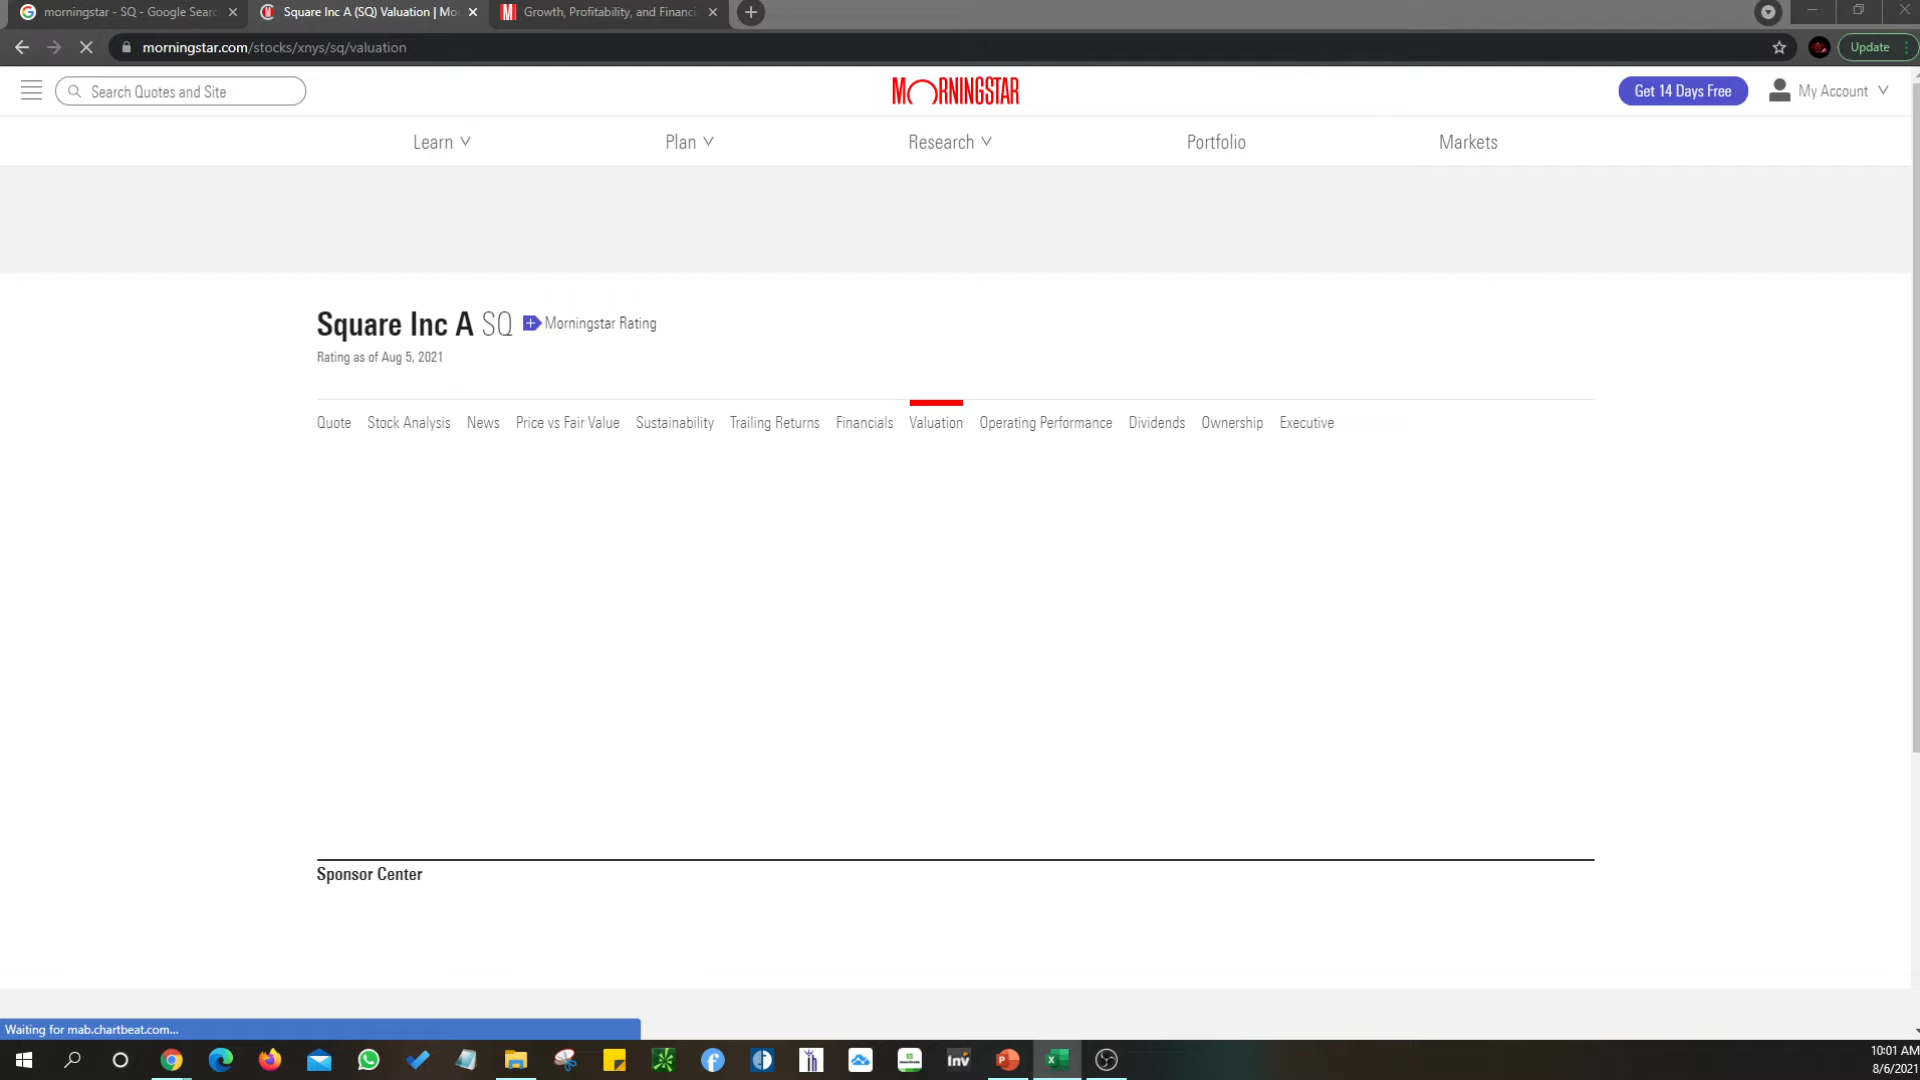 morningstar - SQ - Google Searc
Square Inc A (SQ) Valuation | Mo
Growth, Profitability, and Financi
morningstar.com/stocks/xnys/sq/valuation
Update
Search Quotes and Site
MORNINGSTAR
Get 14 Days Free
My Account
Learn
Plan
Research
Portfolio
Markets
Square Inc A SQ
Morningstar Rating
Rating as of Aug 5, 2021
Quote
Stock Analysis
News
Price vs Fair Value
Sustainability
Trailing Returns
Financials
Valuation
Operating Performance
Dividends
Ownership
Executive
Sponsor Center
Waiting for mab.chartbeat.com...
Inv
10:01 AM
8/6/2021